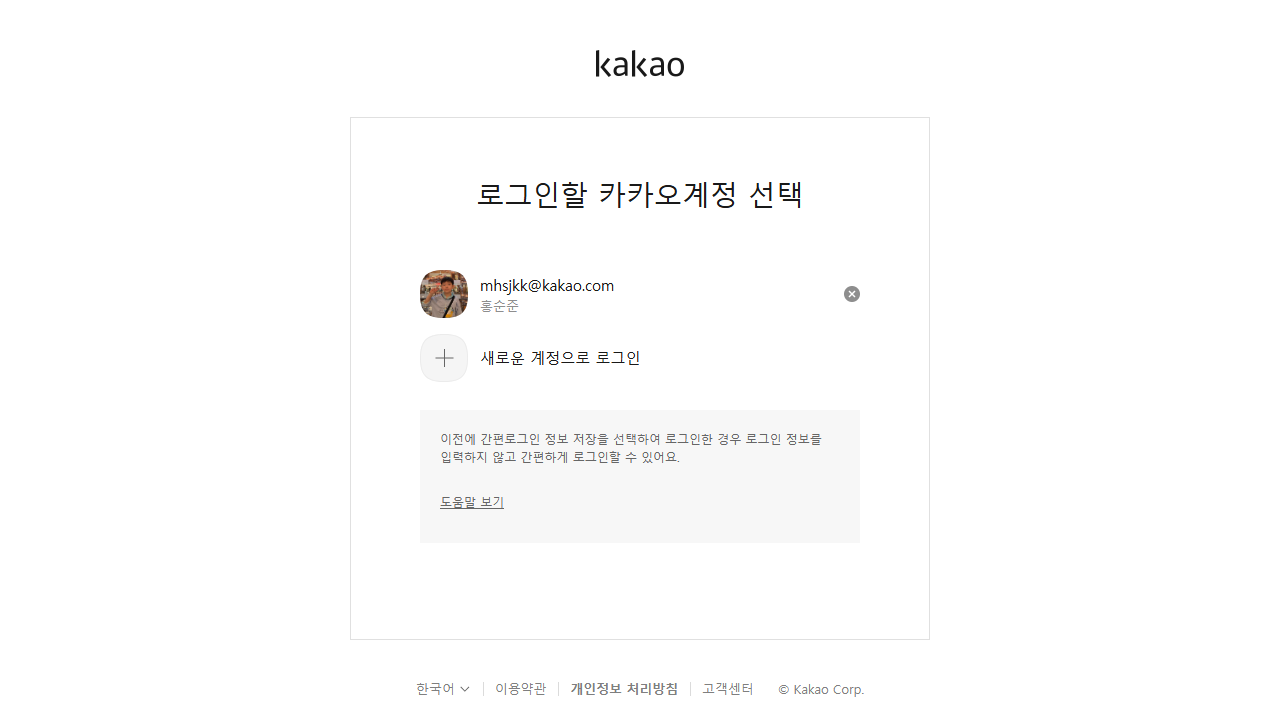 kakao
로그인할 카카오계정 선택
mhsjkk@kakao.com
홍순준
새로운 계정으로 로그인
이전에 간편로그인 정보 저장을 선택하여 로그인한 경우 로그인 정보를
입력하지 않고 간편하게 로그인할 수 있어요.
도움말 보기
한국어 이용약관 개인정보 처리방침 고객센터 © Kakao Corp.